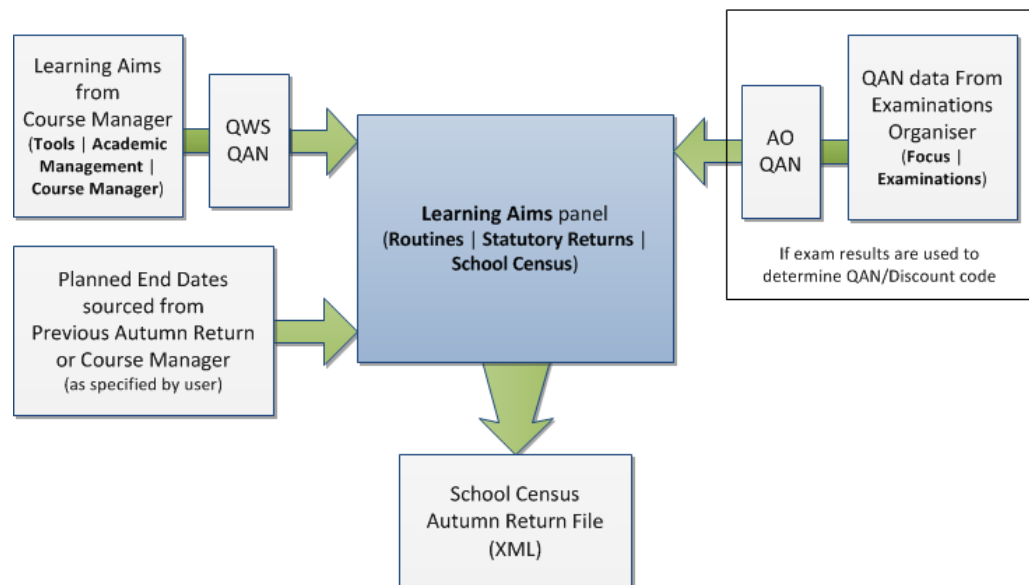 Learning Aims
from
Course Manager
(Tools | Academic
Management |
Course Manager)
QWS
QAN
Learning Aims panel
(Routines | Statutory Returns |
School Census)
AO
QAN
QAN data From
Examinations
Organiser
(Focus |
Examinations)
If exam results are used to
determine QAN/Discount code
Planned End Dates
sourced from
Previous Autumn Return
or Course Manager
(as specified by user)
School Census
Autumn Return File
(XML)